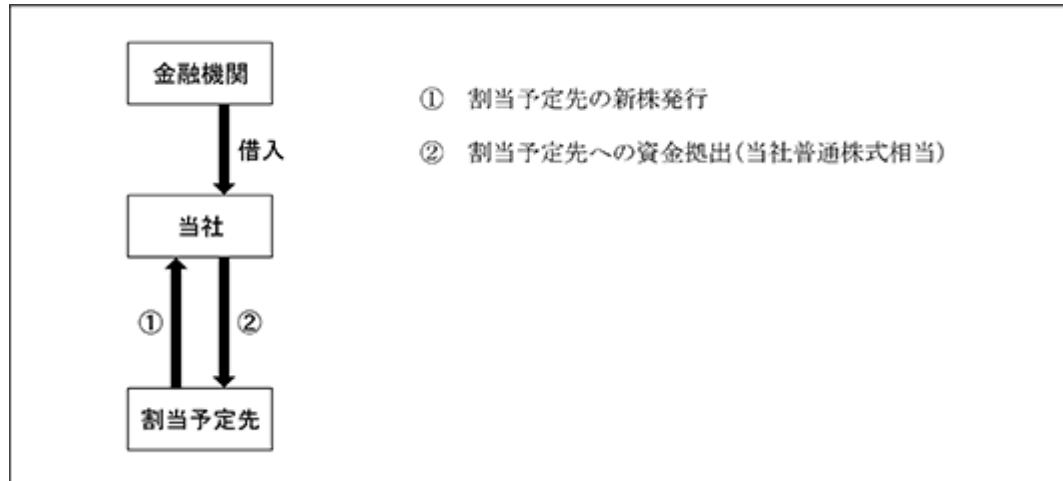 金融機関
借入
当社
①
②
割当予定先
① 割当予定先の新株発行
② 割当予定先への資金拠出(当社普通株式相当)